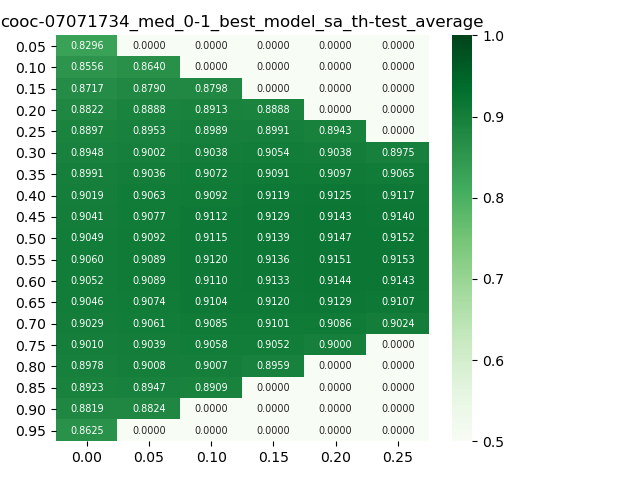 cooc-07071734_med_0-1_best_model_sa_th-test_average
0.05 0.8296 0.0000 0.0000 0.0000 0.0000 0.0000
0.10 0.8556 0.8640 0.0000 0.0000 0.0000 0.0000
0.15 0.8717 0.8790 0.8798 0.0000 0.0000 0.0000
0.20 0.8822 0.8888 0.8913 0.8888 0.0000 0.0000
0.25 0.8897 0.8953 0.8989 0.8991 0.8943 0.0000
0.30 0.8948 0.9002 0.9038 0.9054 0.9038 0.8975
0.35 0.8991 0.9036 0.9072 0.9091 0.9097 0.9065
0.40 0.9019 0.9063 0.9092 0.9119 0.9125 0.9117
0.45 0.9041 0.9077 0.9112 0.9129 0.9143 0.9140
0.50 0.9049 0.9092 0.9115 0.9139 0.9147 0.9152
0.55 0.9060 0.9089 0.9120 0.9136 0.9151 0.9153
0.60 0.9052 0.9089 0.9110 0.9133 0.9144 0.9143
0.65 0.9046 0.9074 0.9104 0.9120 0.9129 0.9107
0.70 0.9029 0.9061 0.9085 0.9101 0.9086 0.9024
0.75 0.9010 0.9039 0.9058 0.9052 0.9000 0.0000
0.80 0.8978 0.9008 0.9007 0.8959 0.0000 0.0000
0.85 0.8923 0.8947 0.8909 0.0000 0.0000 0.0000
0.90 0.8819 0.8824 0.0000 0.0000 0.0000 0.0000
0.95 0.8625 0.0000 0.0000 0.0000 0.0000 0.0000
0.00 0.05 0.10 0.15 0.20 0.25
1.0
0.9
0.8
0.7
0.6
0.5